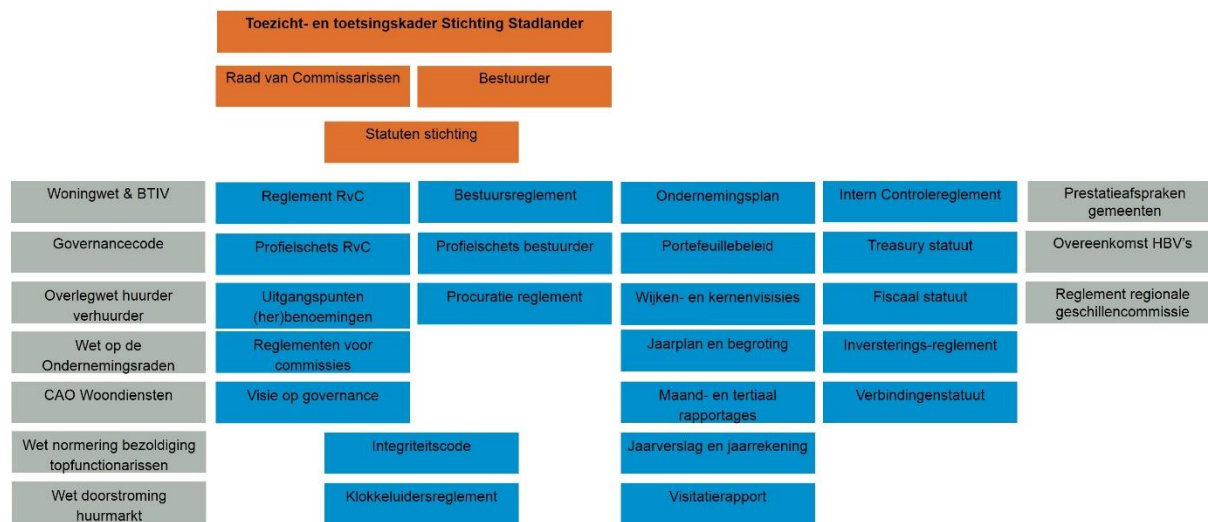 Toezicht- en toetsingskader Stichting Stadlander
Raad van Commissarissen
Bestuurder
Statuten stichting
Woningwet & BTIV
Reglement RvC
Bestuursreglement
Ondernemingsplan
Intern Controlereglement
Prestatieafspraken
gemeenten
Governancecode
Profielschets RvC
Profielschets bestuurder
Portefeuillebeleid
Treasury statuut
Overeenkomst HBV's
Overlegwet huurder
verhuurder
Uitgangspunten
(her)benoemingen
Procuratie reglement
Wijken- en kernenvisisies
Fiscaal statuut
Reglement regionale
geschillencommissie
Wet op de
Ondernemingsraden
Reglementen voor
commissies
Jaarplan en begroting
Inversterings-reglement
CAO Woondiensten
Visie op governance
Maand- en tertiaal
rapportages
Verbindingenstatuut
Wet normering bezoldiging
topfunctionarissen
Integriteitscode
Jaarverslag en jaarrekening
Wet doorstroming
huurmarkt
Klokkeluidersreglement
Visitatierapport